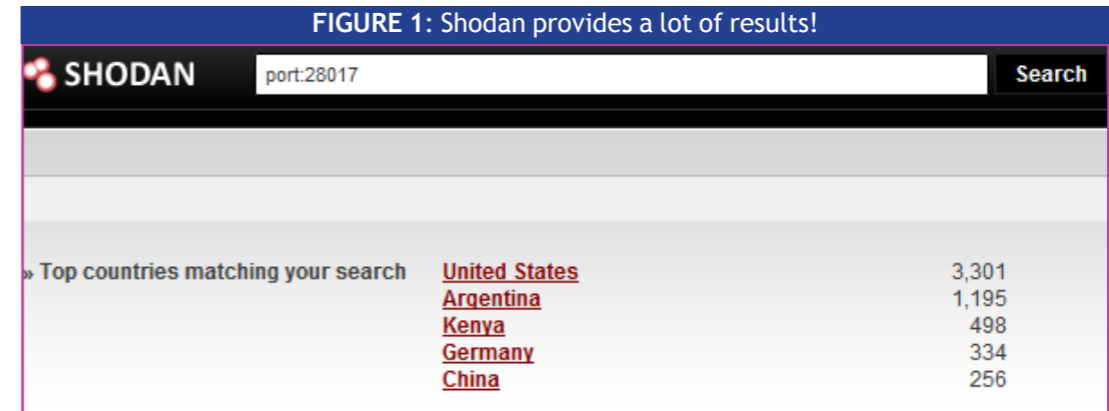 FIGURE 1: Shodan provides a lot of results!
SHODAN port:28017 Search
» Top countries matching your search United States 3,301
Argentina 1,195
Kenya 498
Germany 334
China 256